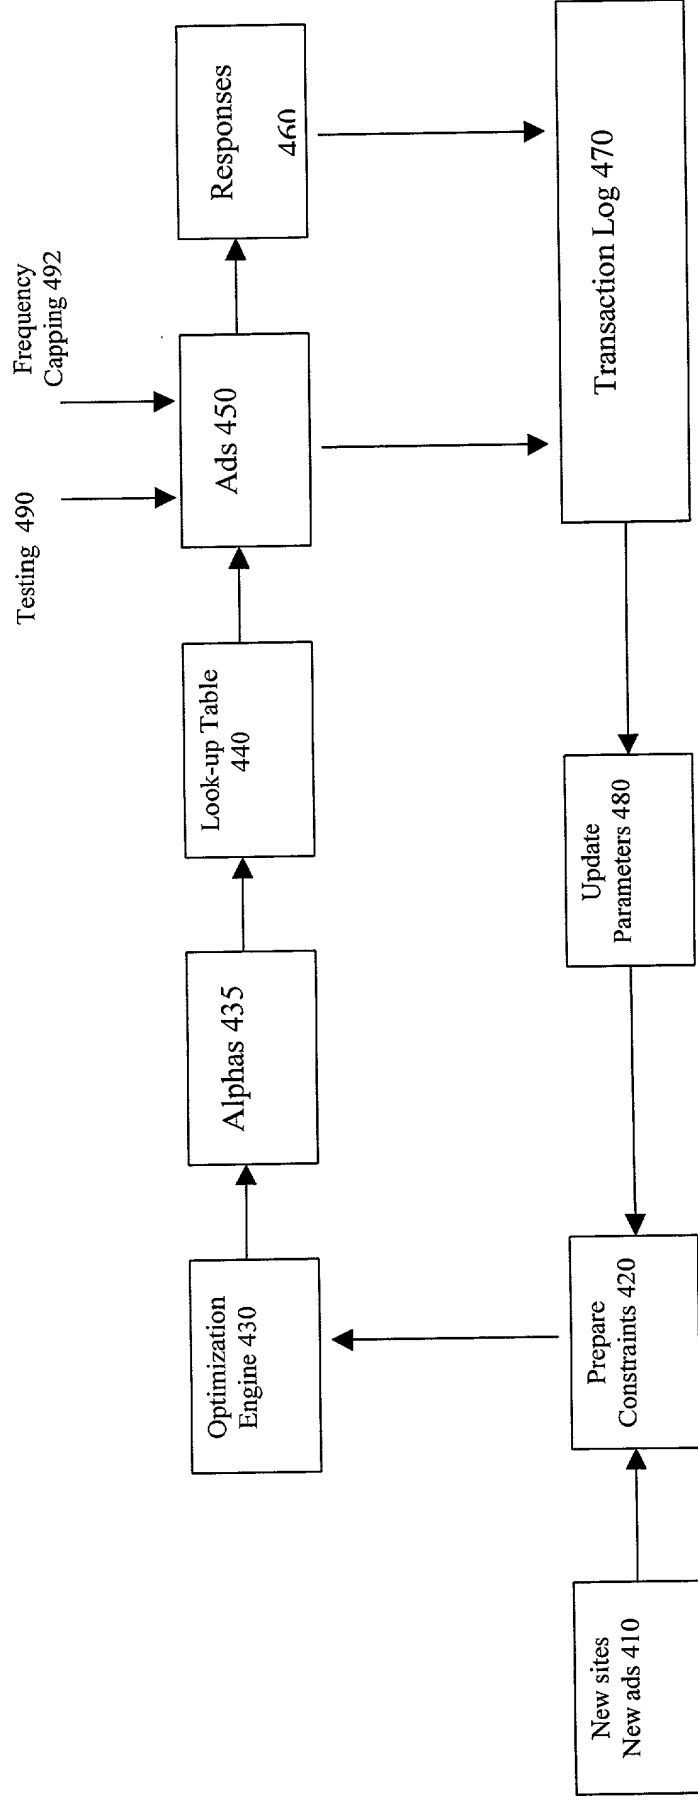 Testing 490
Frequency
Capping 492
Optimization
Engine 430
Alphas 435
Look-up Table
440
Ads 450
Responses
460
New sites
New ads 410
Prepare
Constraints 420
Update
Parameters 480
Transaction Log 470